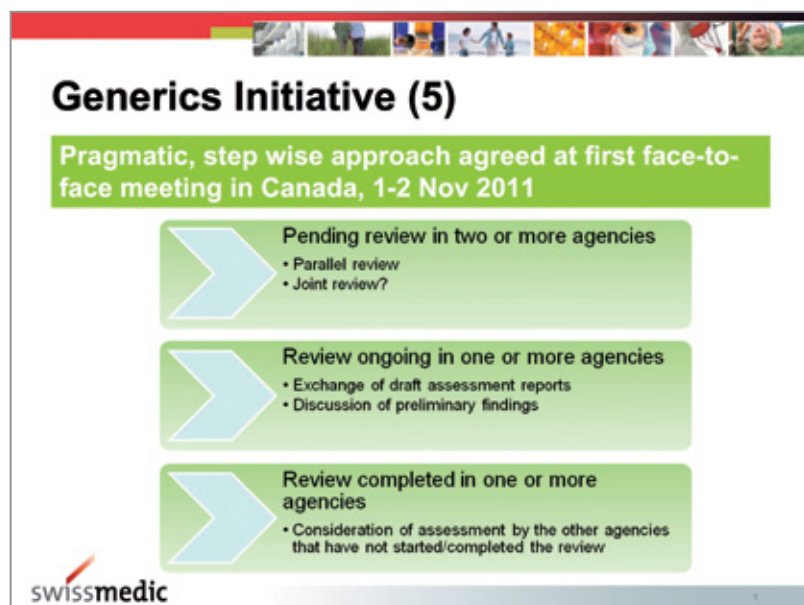 Generics Initiative (5)
Pragmatic, step wise approach agreed at first face-to-
face meeting in Canada, 1-2 Nov 2011
Pending review in two or more agencies
• Parallel review
• Joint review?
Review ongoing in one or more agencies
• Exchange of draft assessment reports
• Discussion of preliminary findings
Review completed in one or more
agencies
• Consideration of assessment by the other agencies
that have not started/completed the review
swissmedic